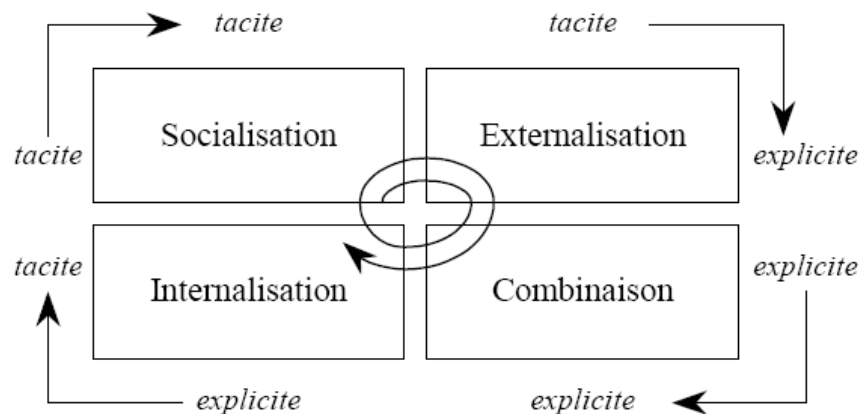 tacite tacite
Socialisation Externalisation
tacite explicite
tacite explicite
Internalisation Combinaison
explicite explicite